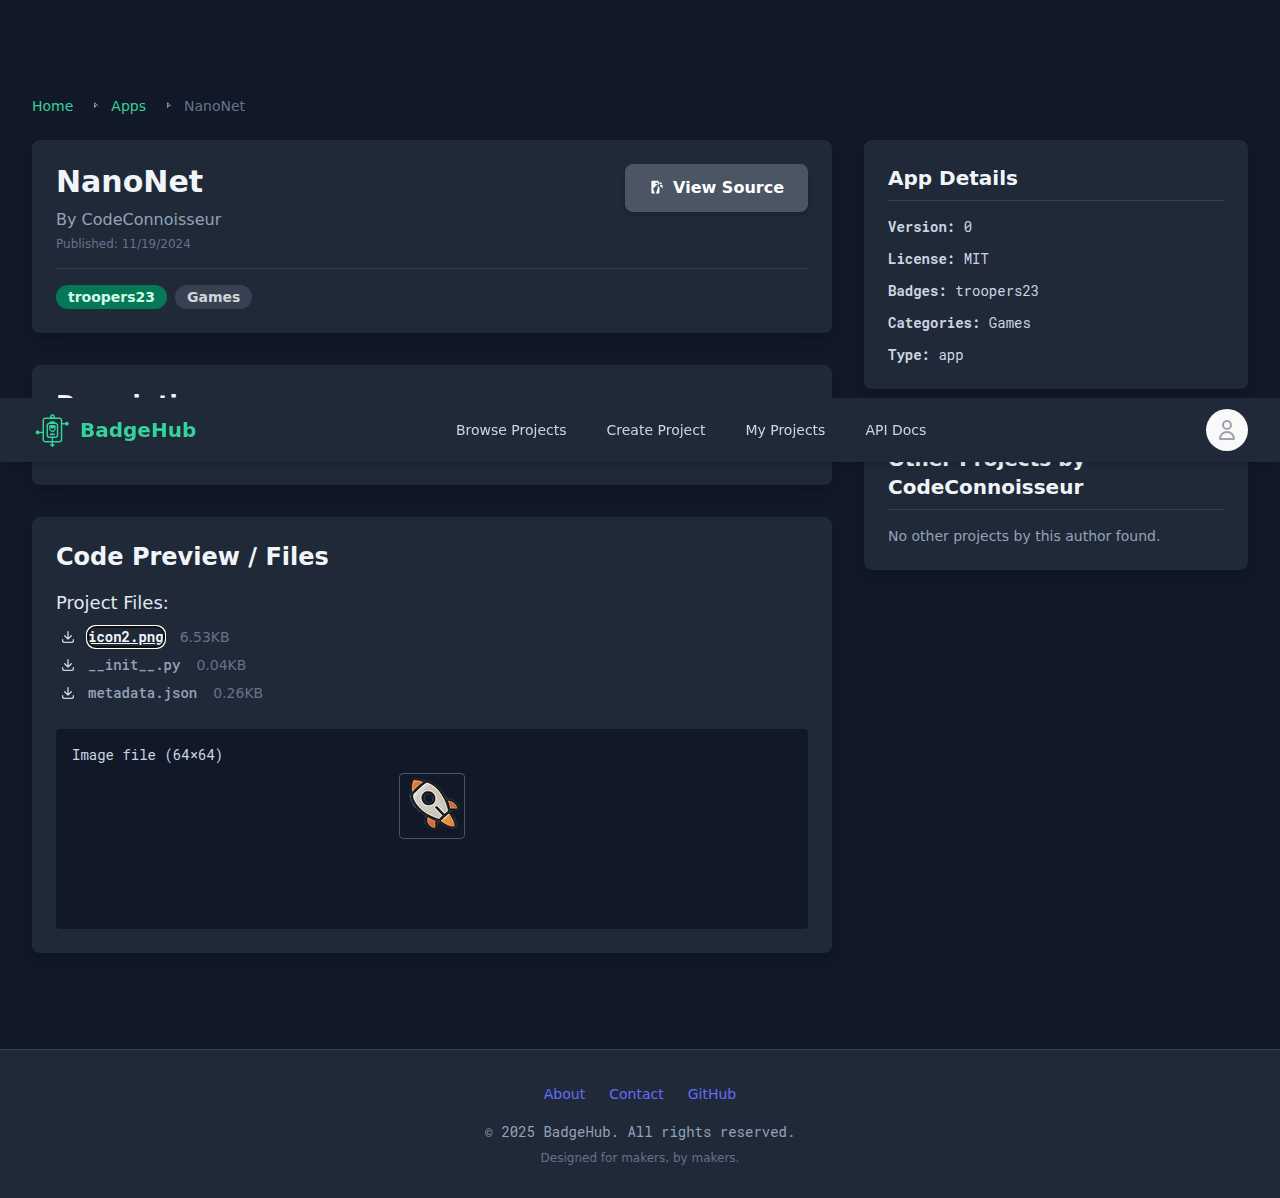 Home
Apps
NanoNet
NanoNet
By CodeConnoisseur
Published: 11/19/2024
View Source
troopers23
Games
App Details
Version: 0
License: MIT
Badges: troopers23
Categories: Games
Type: app
BadgeHub
Browse Projects
Create Project
My Projects
API Docs
Other Projects by
CodeConnoisseur
No other projects by this author found.
Code Preview / Files
Project Files:
icon2.png 6.53KB
__init__.py 0.04KB
metadata.json 0.26KB
Image file (64×64)
About
Contact
GitHub
© 2025 BadgeHub. All rights reserved.
Designed for makers, by makers.